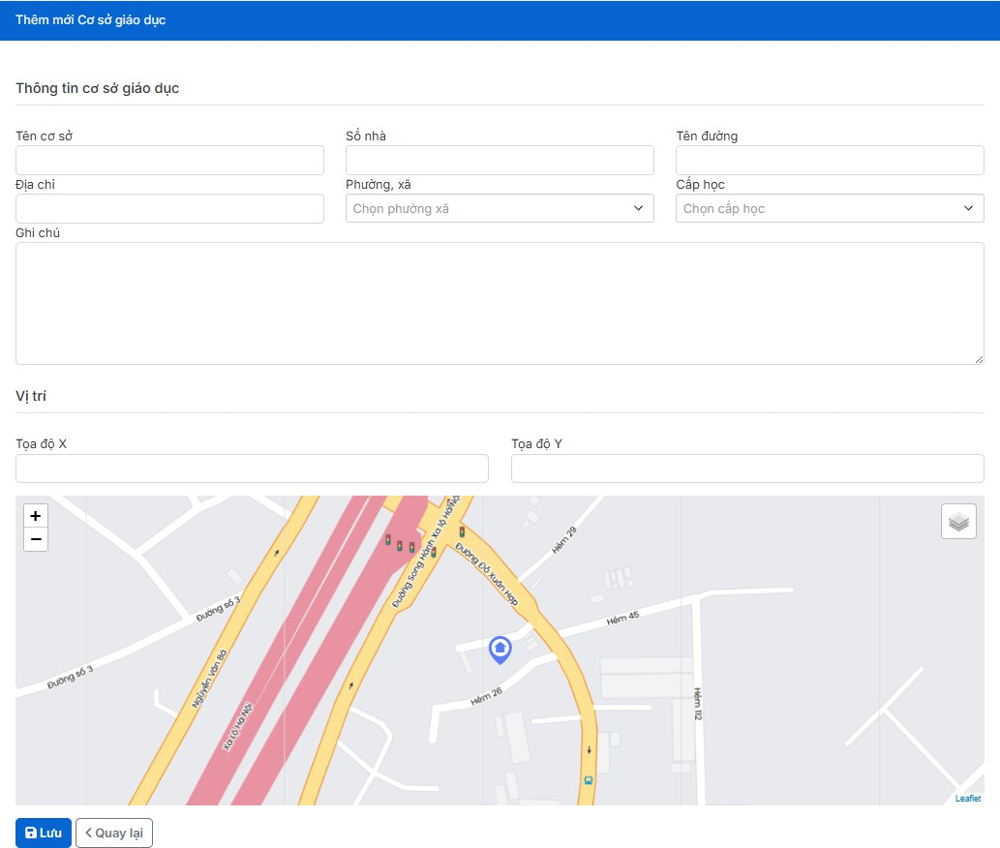 Thêm mới Cơ sở giáo dục
Thông tin cơ sở giáo dục
Tên cơ sở
Số nhà
Tên đường
Địa chỉ
Phường, xã
Cấp học
Chọn phường xã
Chọn cấp học
Ghi chú
Vị trí
Tọa độ X
Tọa độ Y
+
−
Đường Song Hành Xa lộ Hà Nội
Đường Đỗ Xuân Hợp
Hẻm 29
Đường số 3
Hẻm 45
Đường số 3
Nguyễn Văn Bá
Hẻm 26
Hẻm 112
Xa Lộ Hà Nội
Leaflet
Lưu
Quay lại